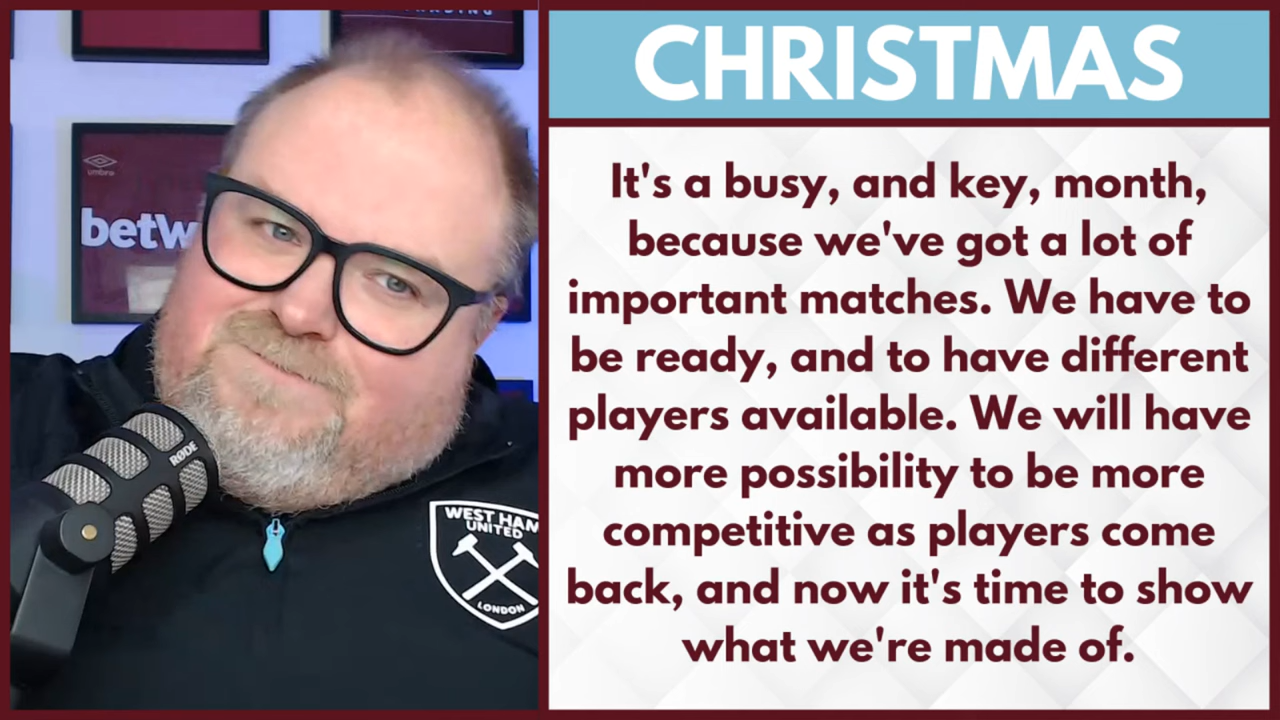 CHRISTMAS
It's a busy, and key, month,
because we've got a lot of
important matches. We have to
be ready, and to have different
players available. We will have
more possibility to be more
competitive as players come
back, and now it's time to show
what we're made of.
umbro
betw
RØDE
WEST HAM
UNITED
LONDON